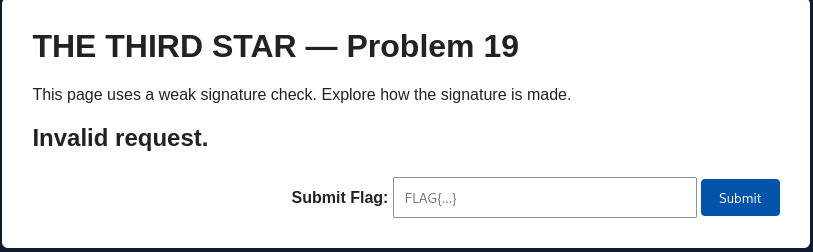 THE THIRD STAR — Problem 19
This page uses a weak signature check. Explore how the signature is made.
Invalid request.
Submit Flag: FLAG{...} Submit